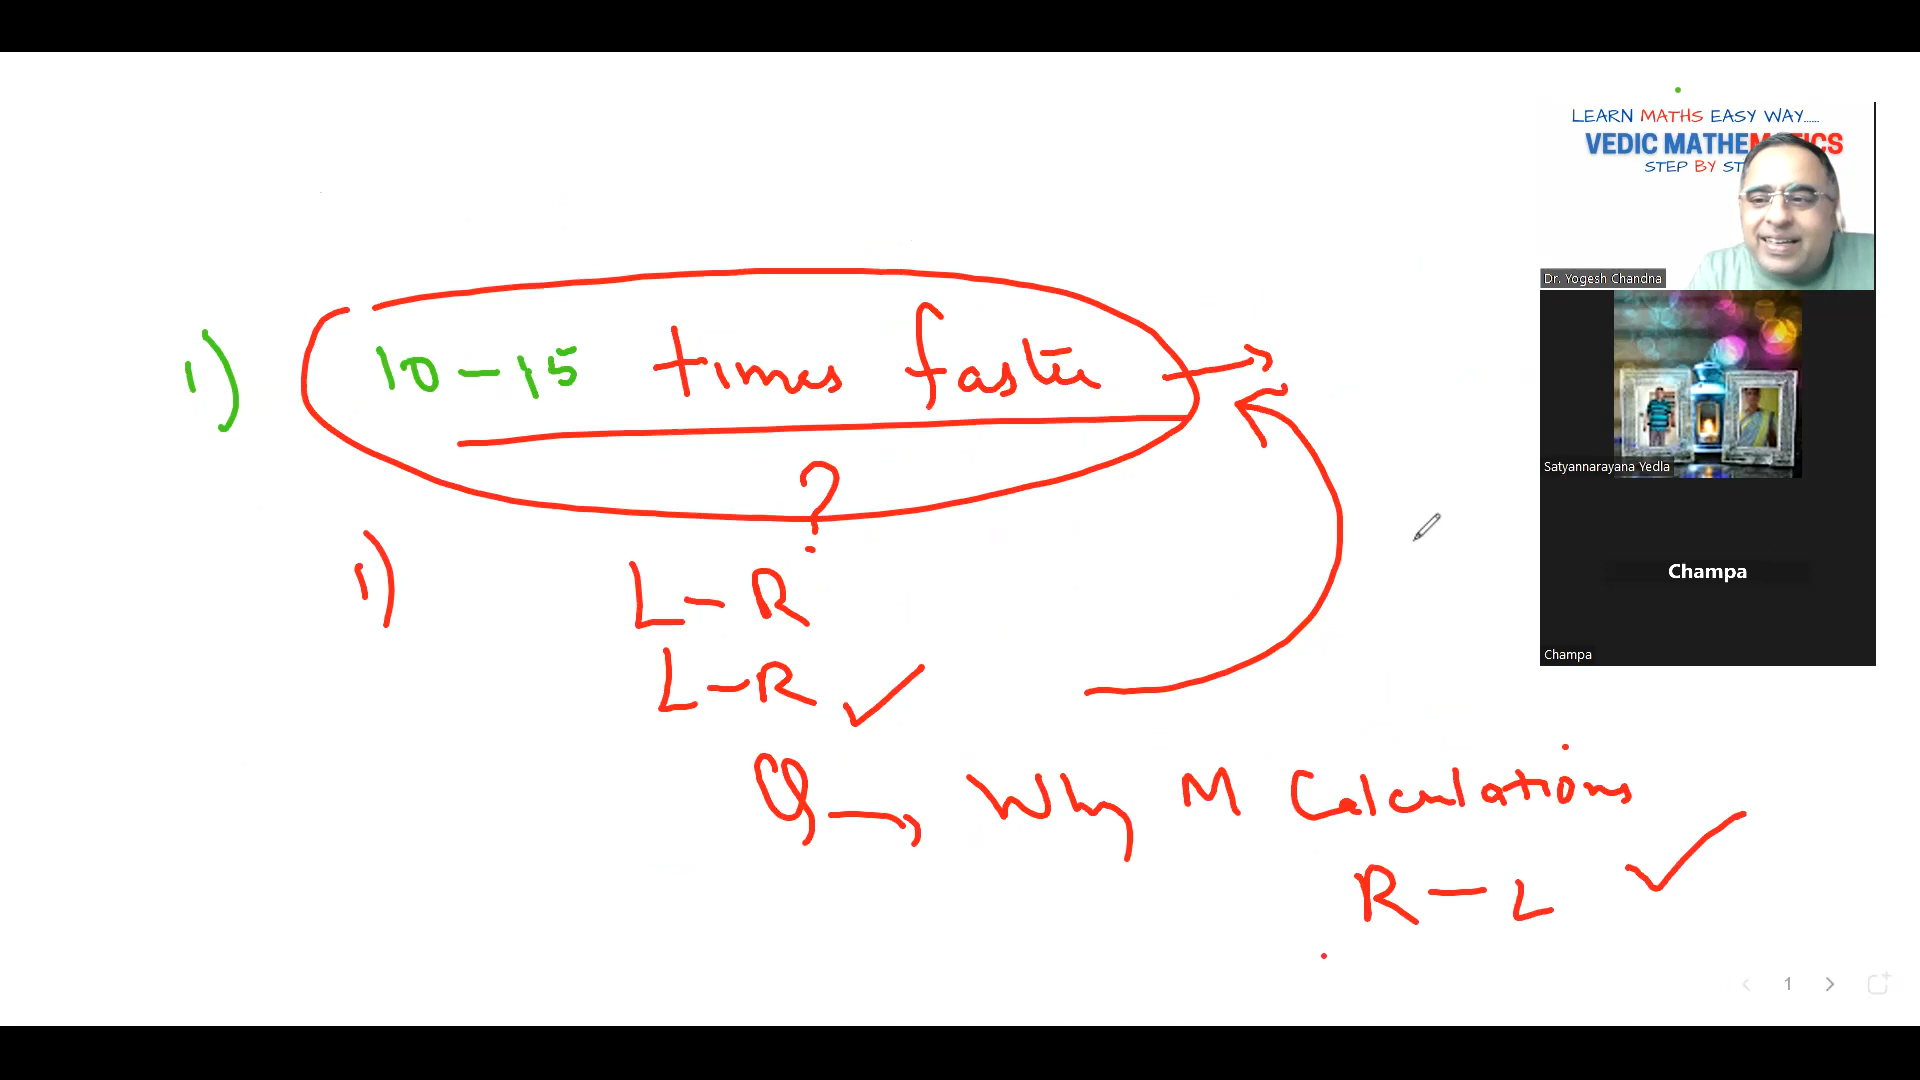 LEARN MATHS EASY WAY......
VEDIC MATHEMATICS
STEP BY ST
Dr. Yogesh Chandna
1) 10-15 times faster
?
Satyannarayana Yedla
1) L-R
Champa
L-R
Champa
Q → Why M Calculations
R-L
1